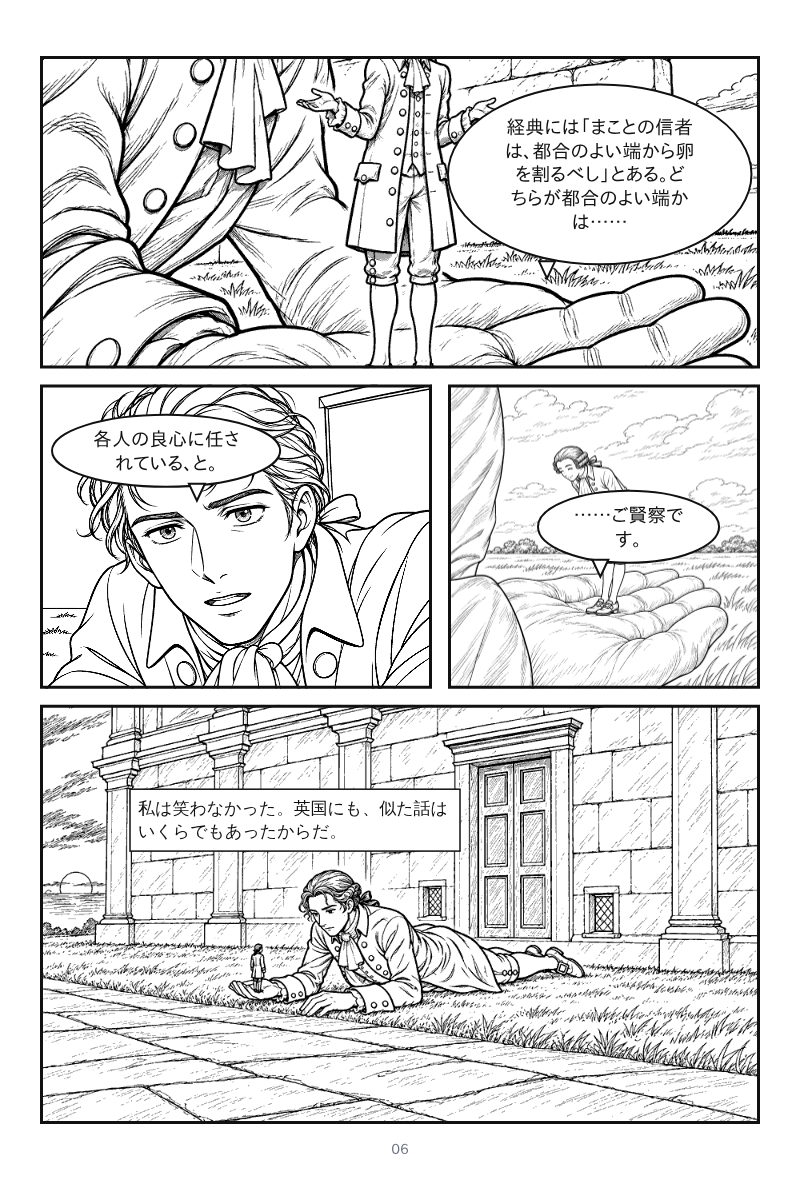 経典には「まことの信者
は、都合のよい端から卵
を割るべし」とある。ど
ちらが都合のよい端か
は……
各人の良心に任さ
れている、と。
……ご賢察で
す。
私は笑わなかった。英国にも、似た話は
いくらでもあったからだ。
06